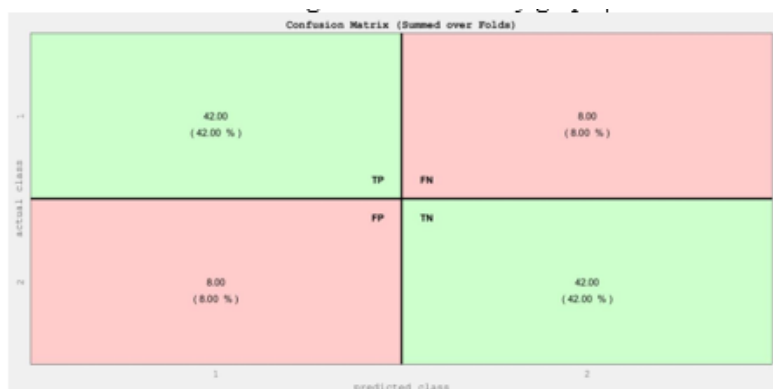 Confusion Matrix (Summed over Folds)
1
42.00
(42.00 %)
TP
8.00
(8.00 %)
FN
actual class
2
FP
8.00
(8.00 %)
TN
42.00
(42.00 %)
1
2
predicted class